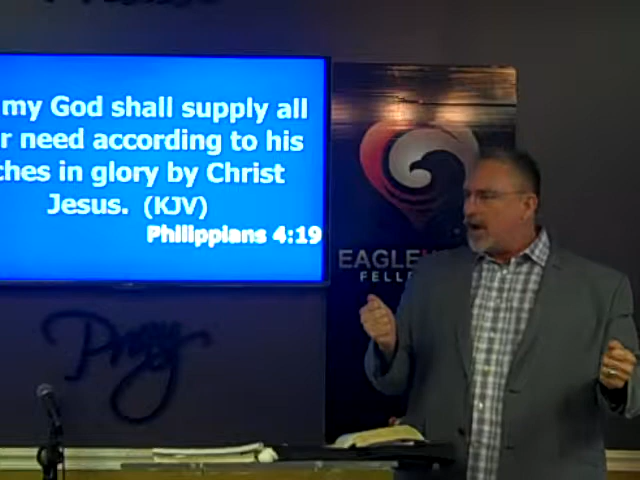 my God shall supply all
r need according to his
ches in glory by Christ
Jesus. (KJV)
Philippians 4:19
EAGLE
FELL
Pray